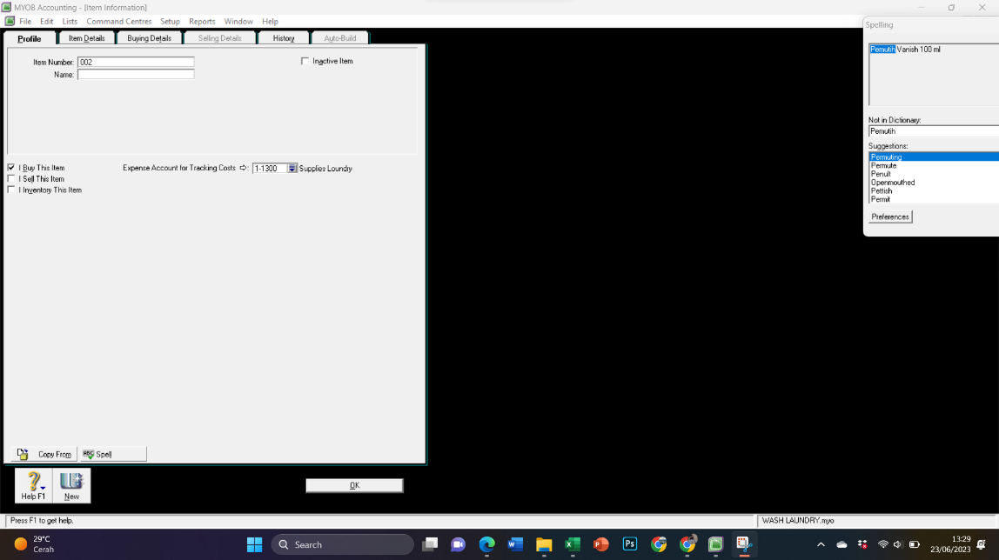 MYOB Accounting - [Item Information]
File Edit Lists Command Centres Setup Reports Window Help
Profile Item Details Buying Details Selling Details History Auto-Build
Item Number: 002
Inactive Item
Name:
I Buy This Item
Expense Account for Tracking Costs : 1-1300 Supplies Loundry
I Sell This Item
I Inventory This Item
Copy From
ABC Spell
Help F1
New
OK
Spelling
Pemutih Vanish 100 ml
Not in Dictionary:
Pemutih
Suggestions:
Permuting
Permute
Penult
Openmouthed
Pettish
Permit
Preferences
Press F1 to get help.
WASH LAUNDRY.myo
29°C
Cerah
Search
13:29
23/06/2023